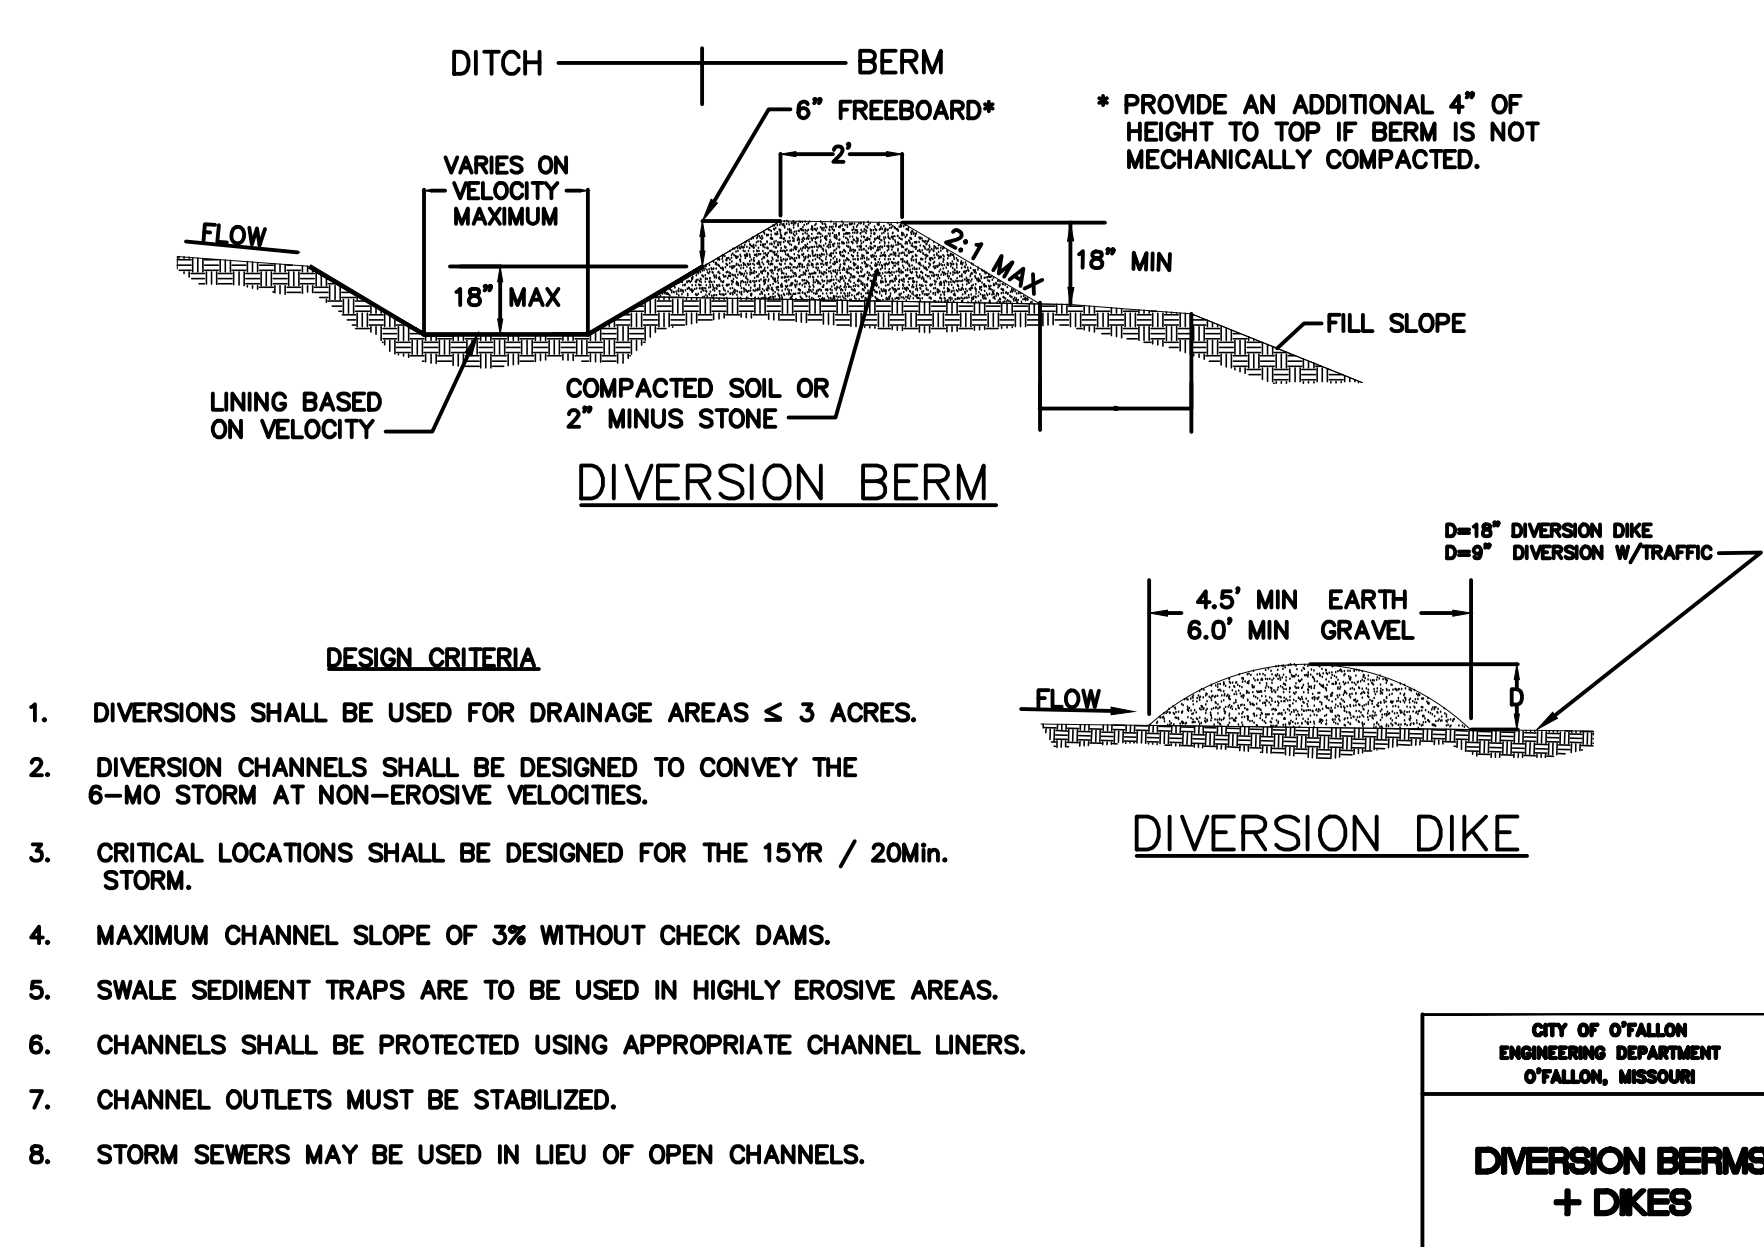 DITCH
BERM
6" FREEBOARD*
* PROVIDE AN ADDITIONAL 4" OF
HEIGHT TO TOP IF BERM IS NOT
MECHANICALLY COMPACTED.
2'
VARIES ON
VELOCITY
MAXIMUM
FLOW
2:1 MAX
18" MIN
18" MAX
FILL SLOPE
LINING BASED
ON VELOCITY
COMPACTED SOIL OR
2" MINUS STONE
DIVERSION BERM
D=18" DIVERSION DIKE
D=9" DIVERSION W/TRAFFIC
4.5' MIN EARTH
6.0' MIN GRAVEL
FLOW
D
DIVERSION DIKE
DESIGN CRITERIA
1. DIVERSIONS SHALL BE USED FOR DRAINAGE AREAS ≤ 3 ACRES.
2. DIVERSION CHANNELS SHALL BE DESIGNED TO CONVEY THE
6-MO STORM AT NON-EROSIVE VELOCITIES.
3. CRITICAL LOCATIONS SHALL BE DESIGNED FOR THE 15YR / 20Min.
STORM.
4. MAXIMUM CHANNEL SLOPE OF 3% WITHOUT CHECK DAMS.
5. SWALE SEDIMENT TRAPS ARE TO BE USED IN HIGHLY EROSIVE AREAS.
6. CHANNELS SHALL BE PROTECTED USING APPROPRIATE CHANNEL LINERS.
7. CHANNEL OUTLETS MUST BE STABILIZED.
8. STORM SEWERS MAY BE USED IN LIEU OF OPEN CHANNELS.
CITY OF O'FALLON
ENGINEERING DEPARTMENT
O'FALLON, MISSOURI
DIVERSION BERMS
+ DIKES